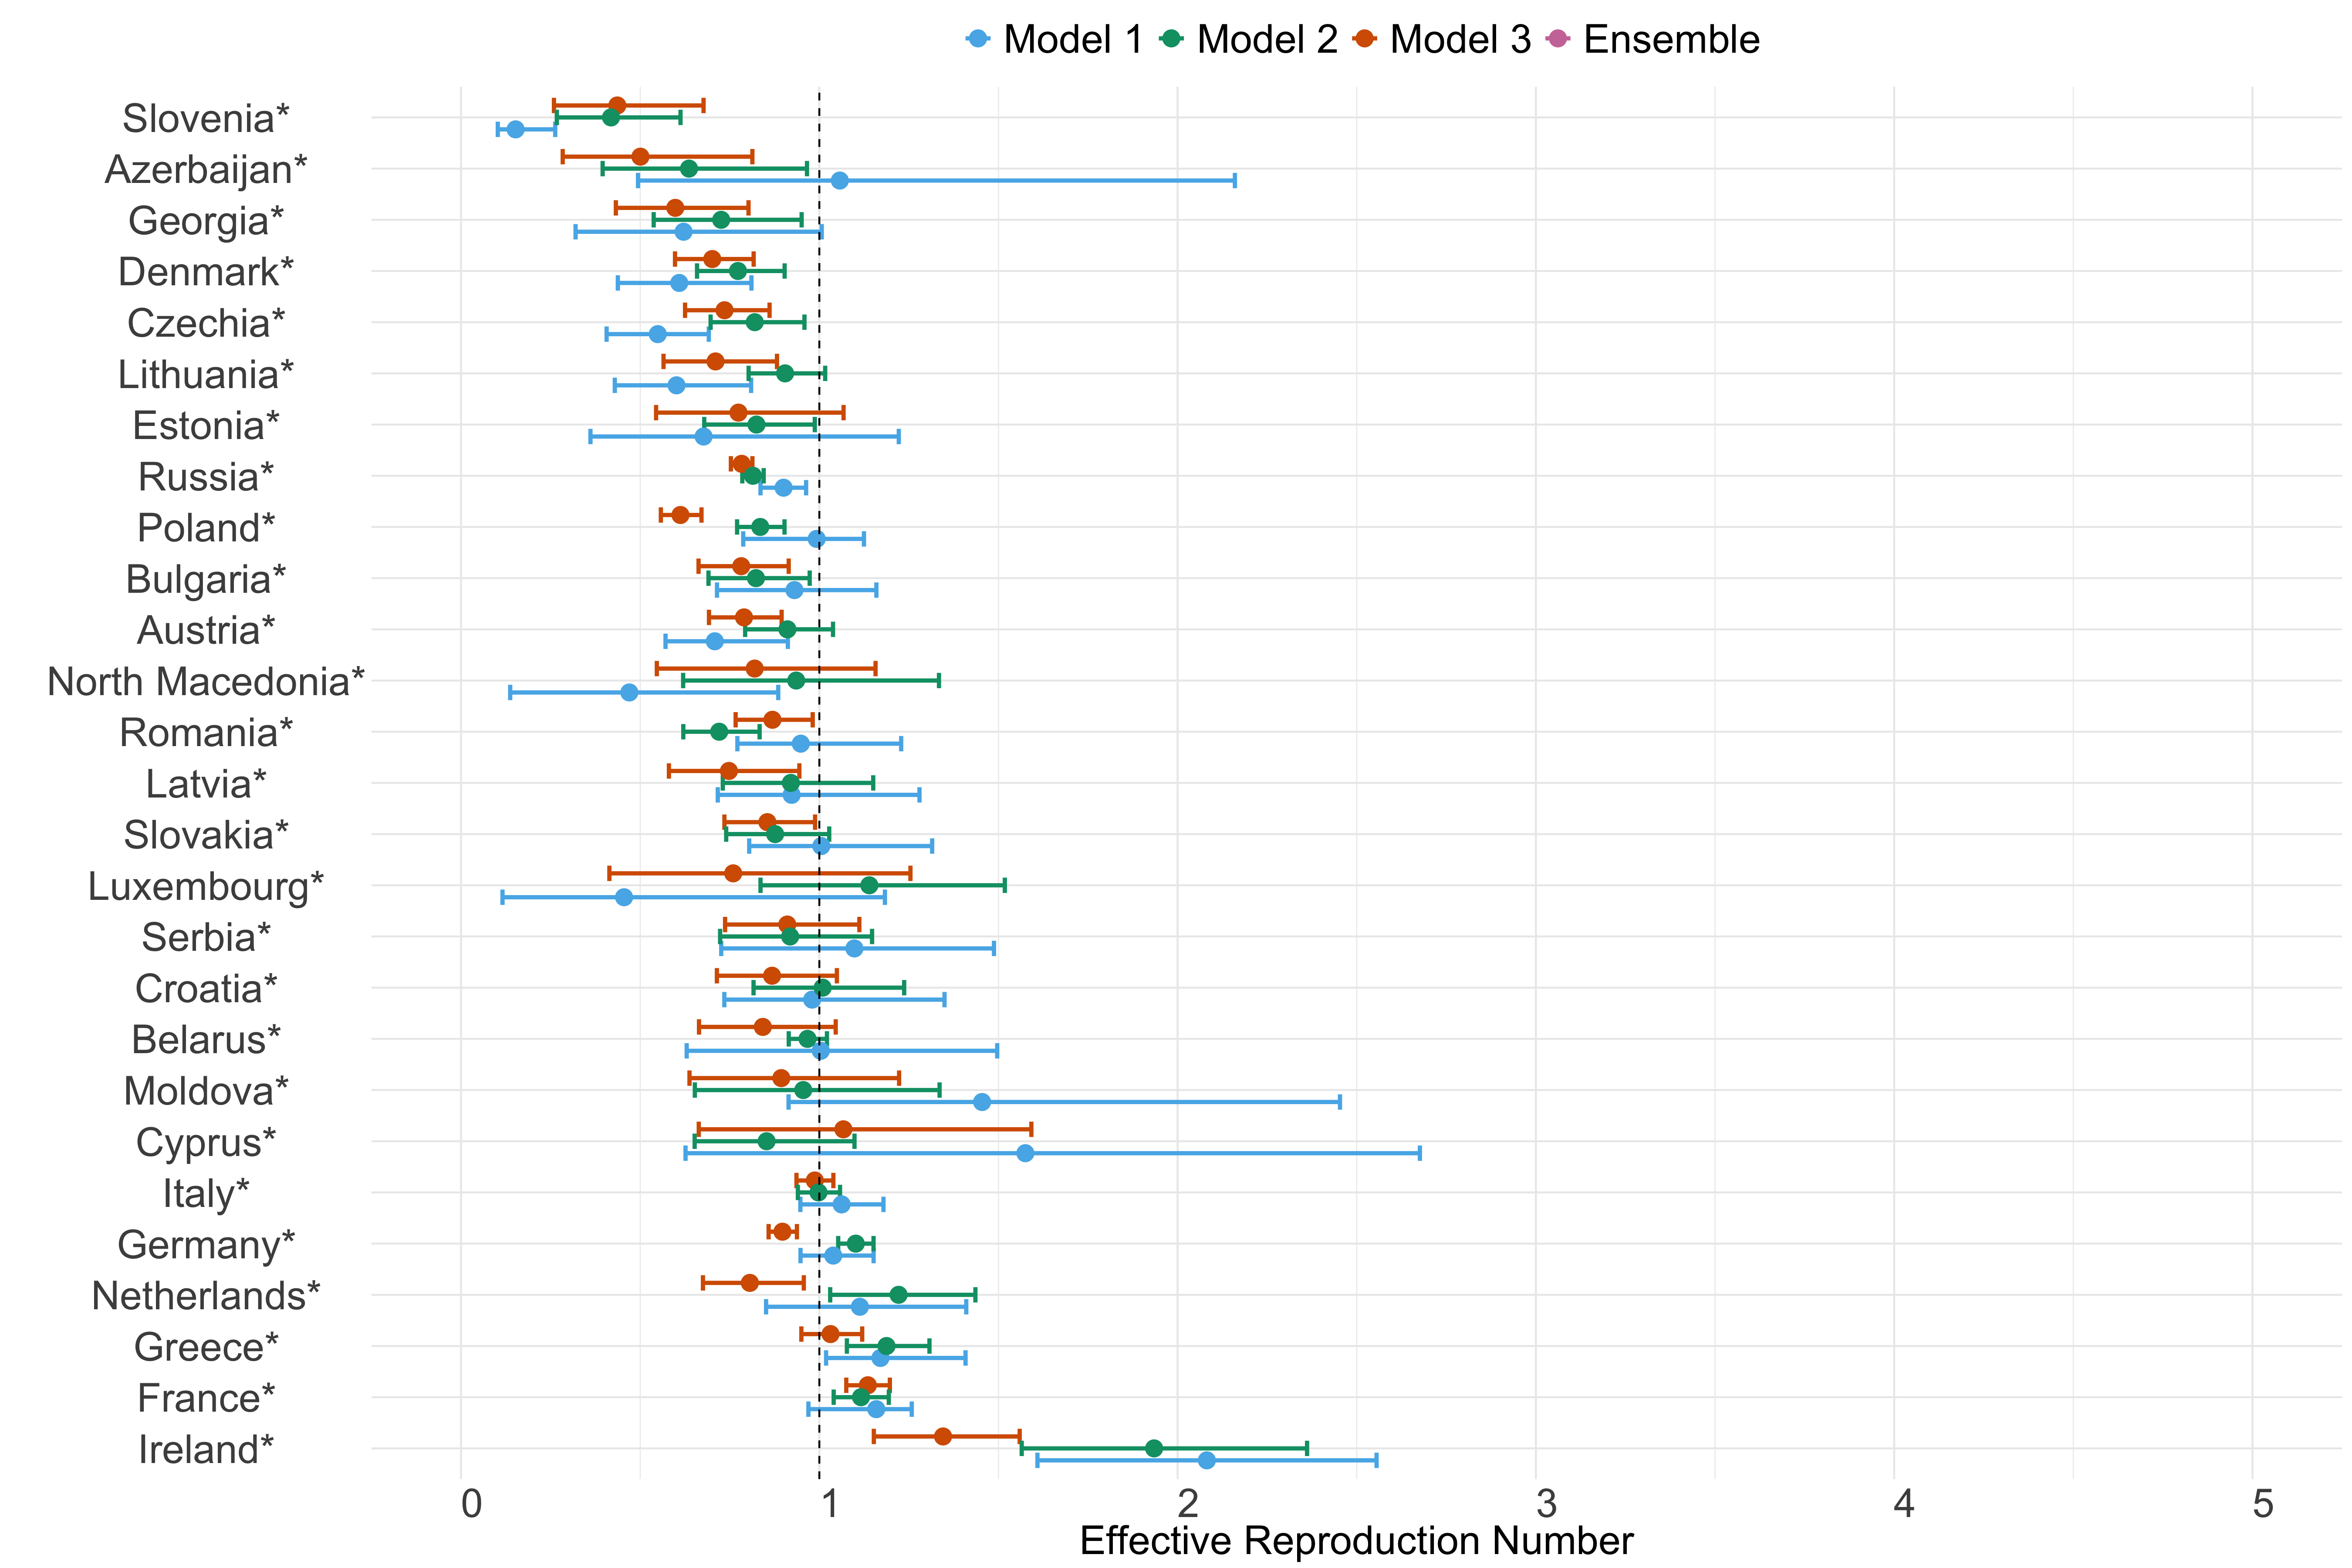 Model 1 Model 2 Model 3 Ensemble
Slovenia*
Azerbaijan*
Georgia*
Denmark*
Czechia*
Lithuania*
Estonia*
Russia*
Poland*
Bulgaria*
Austria*
North Macedonia*
Romania*
Latvia*
Slovakia*
Luxembourg*
Serbia*
Croatia*
Belarus*
Moldova*
Cyprus*
Italy*
Germany*
Netherlands*
Greece*
France*
Ireland*
0 1 2 3 4 5
Effective Reproduction Number